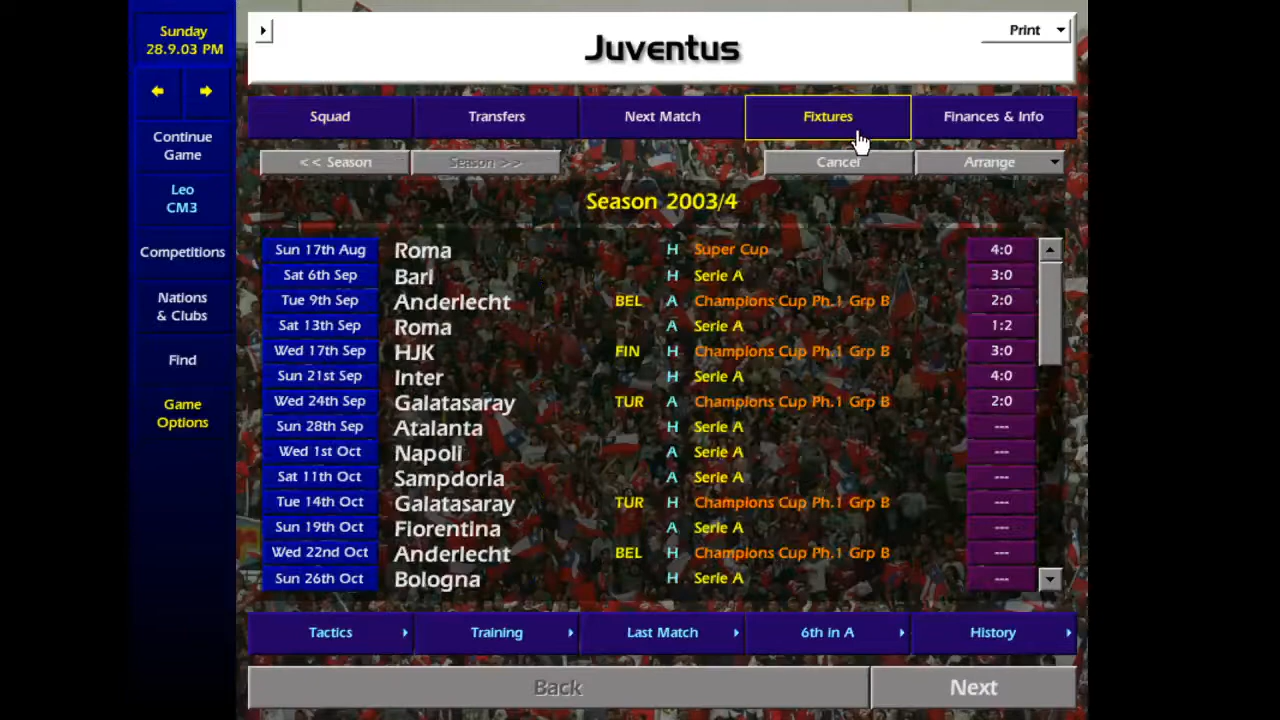 Sunday
28.9.03 PM
Continue
Game
Leo
CM3
Competitions
Nations
& Clubs
Find
Game
Options
Juventus
Print
Squad Transfers Next Match Fixtures Finances & Info
<< Season Season >> Cancel Arrange
Season 2003/4
Sun 17th Aug Roma H Super Cup 4:0
Sat 6th Sep Bari H Serie A 3:0
Tue 9th Sep Anderlecht BEL A Champions Cup Ph.1 Grp B 2:0
Sat 13th Sep Roma A Serie A 1:2
Wed 17th Sep HJK FIN H Champions Cup Ph.1 Grp B 3:0
Sun 21st Sep Inter H Serie A 4:0
Wed 24th Sep Galatasaray TUR A Champions Cup Ph.1 Grp B 2:0
Sun 28th Sep Atalanta A Serie A ---
Wed 1st Oct Napoli A Serie A ---
Sat 11th Oct Sampdoria A Serie A ---
Tue 14th Oct Galatasaray TUR H Champions Cup Ph.1 Grp B ---
Sun 19th Oct Fiorentina A Serie A ---
Wed 22nd Oct Anderlecht BEL H Champions Cup Ph.1 Grp B ---
Sun 26th Oct Bologna H Serie A ---
Tactics Training Last Match 6th in A History
Back Next